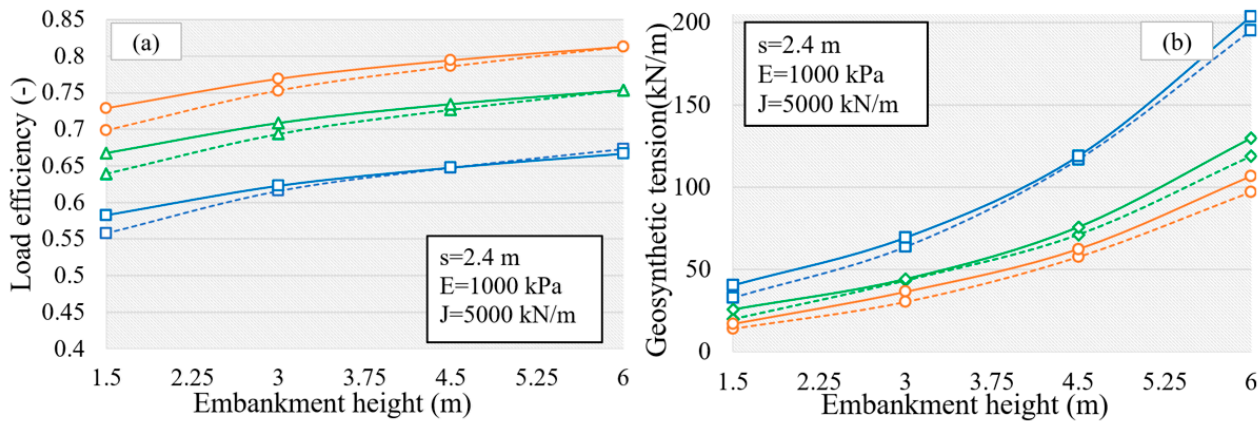 (a)
Load efficiency (-)
0.85
0.8
0.75
0.7
0.65
0.6
0.55
0.5
0.45
0.4
s=2.4 m
E=1000 kPa
J=5000 kN/m
1.5 2.25 3 3.75 4.5 5.25 6
Embankment height (m)
(b)
Geosynthetic tension(kN/m)
200
150
100
50
0
s=2.4 m
E=1000 kPa
J=5000 kN/m
1.5 2.25 3 3.75 4.5 5.25 6
Embankment height (m)